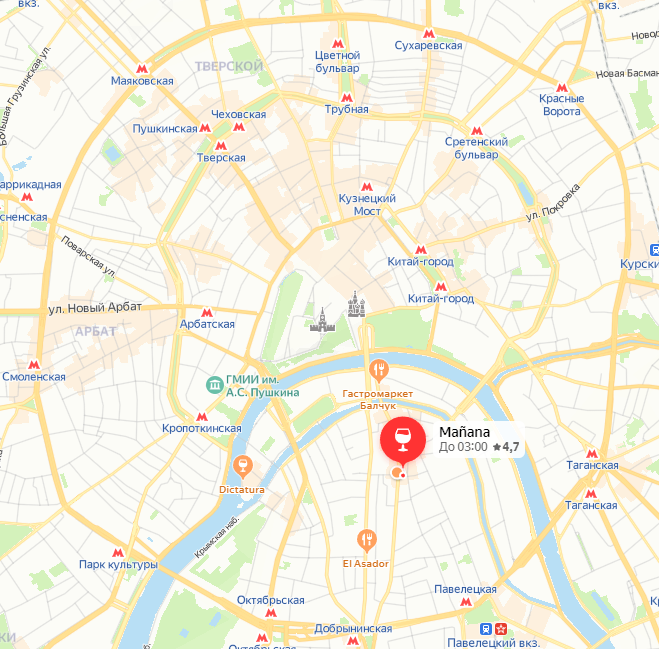 вкз.
вкз.
Цветной
бульвар
Сухаревская
ТВЕРСКОЙ
Маяковская
Большая Грузинская ул.
Новая Басман
Красные
Ворота
Трубная
Чеховская
Пушкинская
Тверская
Сретенский
бульвар
аррикадная
Кузнецкий
Мост
сненская
ул. Покровка
Поварская ул.
Китай-город
Курски
Китай-город
ул. Новый Арбат
Арбатская
АРБАТ
Смоленская
ГМИИ им.
А.С. Пушкина
Гастромаркет
Балчук
Кропоткинская
Mañana
До 03:00 ★4,7
Таганская
Dictatura
Таганская
Крымская наб.
El Asador
Парк культуры
Павелецкая
Октябрьская
Добрынинская
КИ
Октябрьская
Павелецкий вкз.